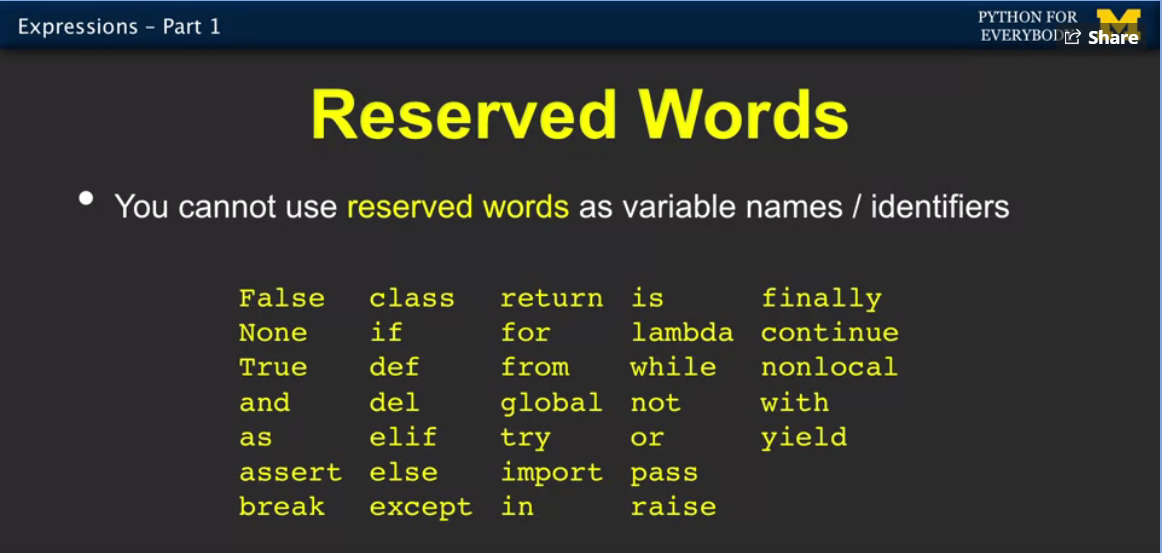 Expressions – Part 1
PYTHON FOR
Share
Reserved Words
• You cannot use reserved words as variable names / identifiers
False class return is finally
None if for lambda continue
True def from while nonlocal
and del global not with
as elif try or yield
assert else import pass
break except in raise